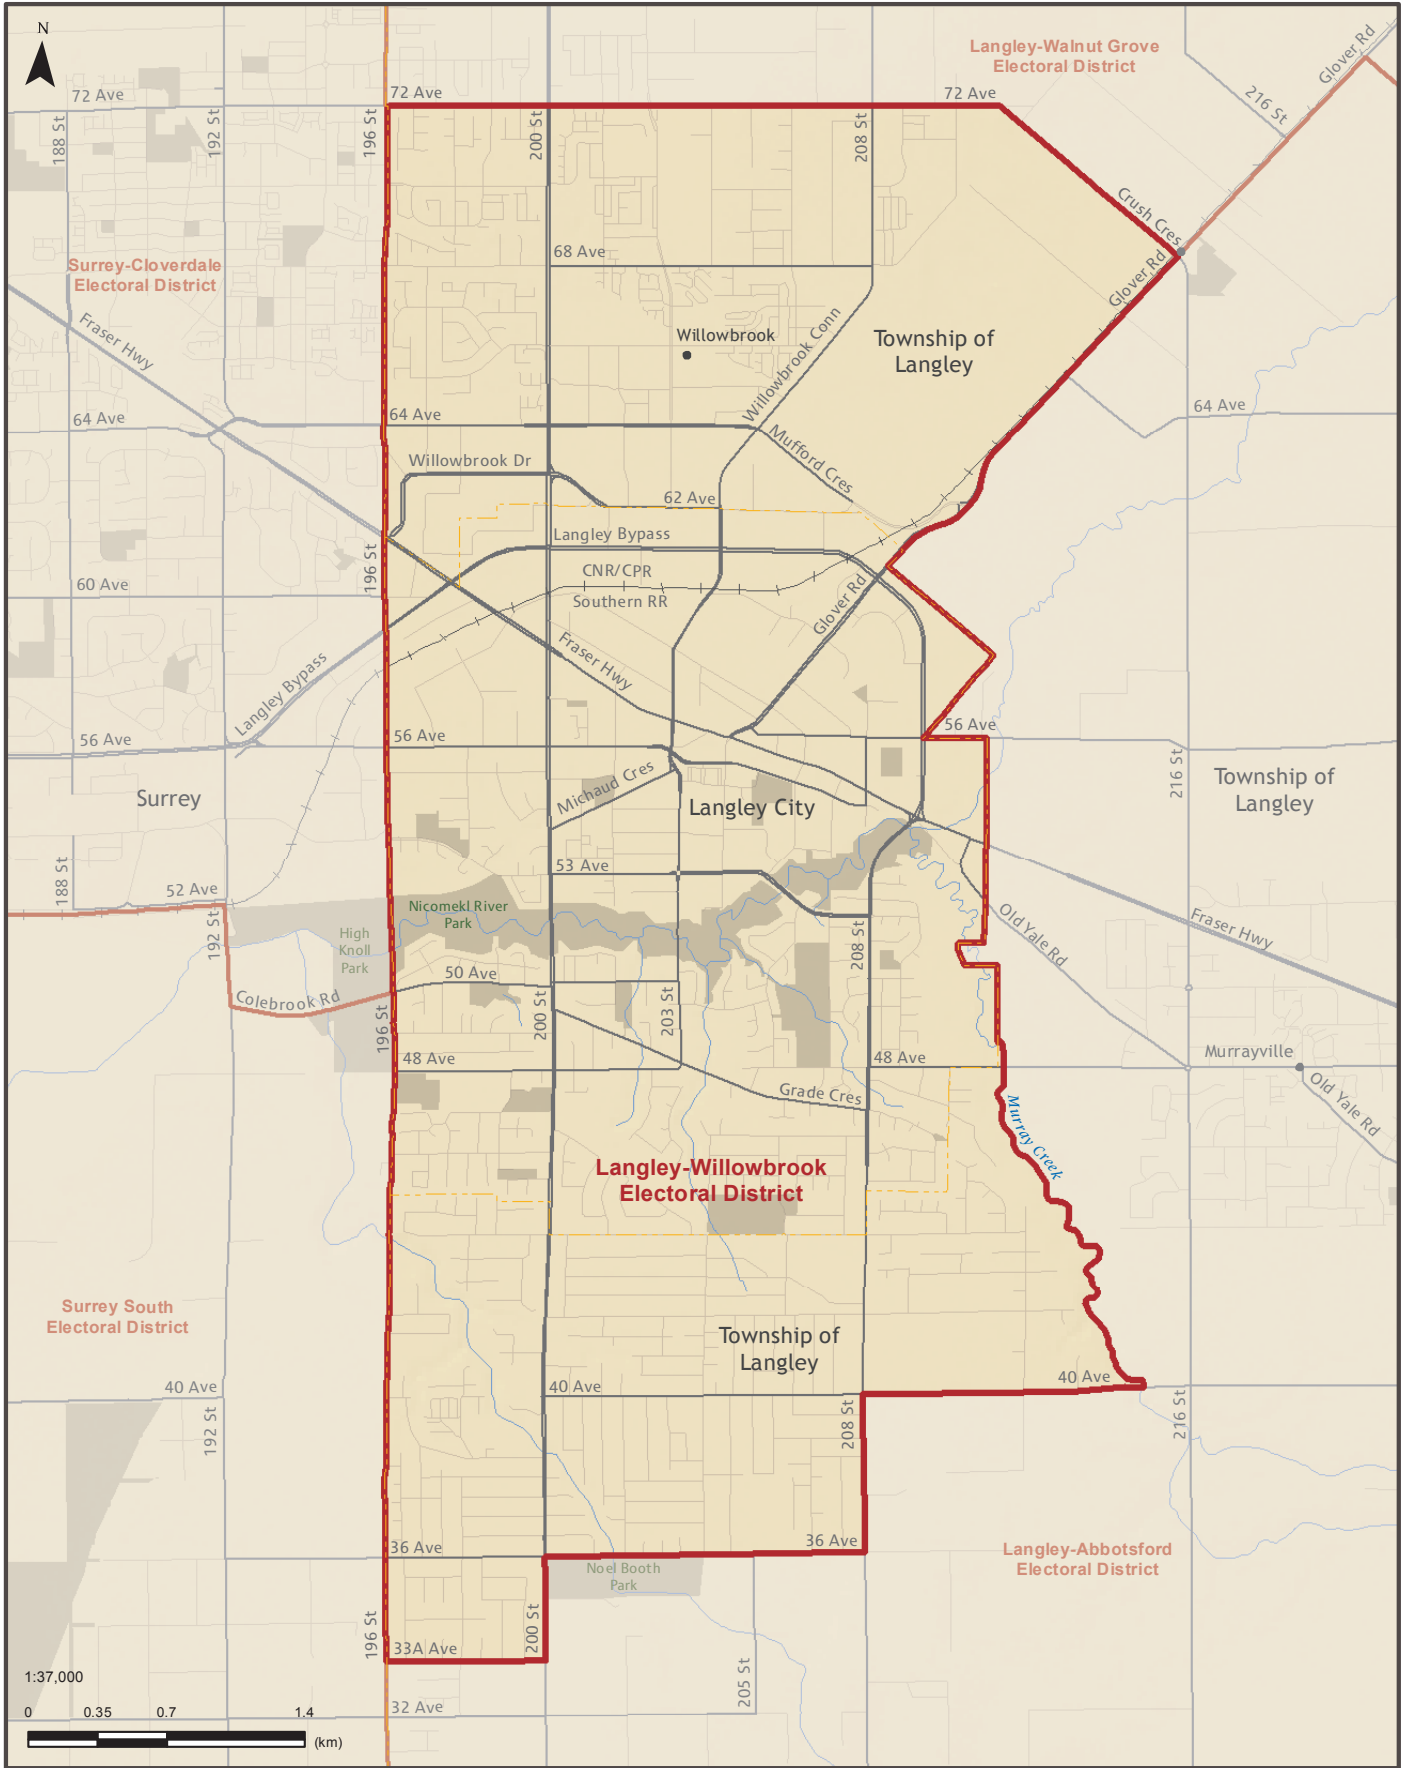 N
Langley-Walnut Grove
Electoral District
Glover Rd
216 St
72 Ave
72 Ave
72 Ave
188 St
192 St
196 St
200 St
208 St
Crush Cres
Glover Rd
68 Ave
Surrey-Cloverdale
Electoral District
Fraser Hwy
Willowbrook
Willowbrook Conn
Township of
Langley
64 Ave
64 Ave
64 Ave
Mufford Cres
Willowbrook Dr
62 Ave
Langley Bypass
196 St
CNR/CPR
Southern RR
60 Ave
Glover Rd
Fraser Hwy
Langley Bypass
56 Ave
56 Ave
56 Ave
216 St
Township of
Langley
Michaud Cres
Surrey
Langley City
53 Ave
188 St
52 Ave
192 St
Nicomekl River
Park
High
Knoll
Park
208 St
Old Yale Rd
Fraser Hwy
50 Ave
Colebrook Rd
196 St
200 St
203 St
48 Ave
48 Ave
Murrayville
Grade Cres
Old Yale Rd
Murray Creek
Langley-Willowbrook
Electoral District
Surrey South
Electoral District
Township of
Langley
40 Ave
40 Ave
40 Ave
192 St
208 St
216 St
36 Ave
36 Ave
Langley-Abbotsford
Electoral District
Noel Booth
Park
196 St
200 St
33A Ave
205 St
32 Ave
1:37,000
0 0.35 0.7 1.4
(km)